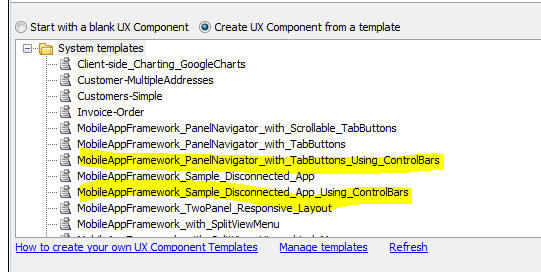 Start with a blank UX Component Create UX Component from a template
System templates
Client-side_Charting_GoogleCharts
Customer-MultipleAddresses
Customers-Simple
Invoice-Order
MobileAppFramework_PanelNavigator_with_Scrollable_TabButtons
MobileAppFramework_PanelNavigator_with_TabButtons
MobileAppFramework_PanelNavigator_with_TabButtons_Using_ControlBars
MobileAppFramework_Sample_Disconnected_App
MobileAppFramework_Sample_Disconnected_App_Using_ControlBars
MobileAppFramework_TwoPanel_Responsive_Layout
MobileAppFramework_with_SplitViewMenu
How to create your own UX Component Templates Manage templates Refresh